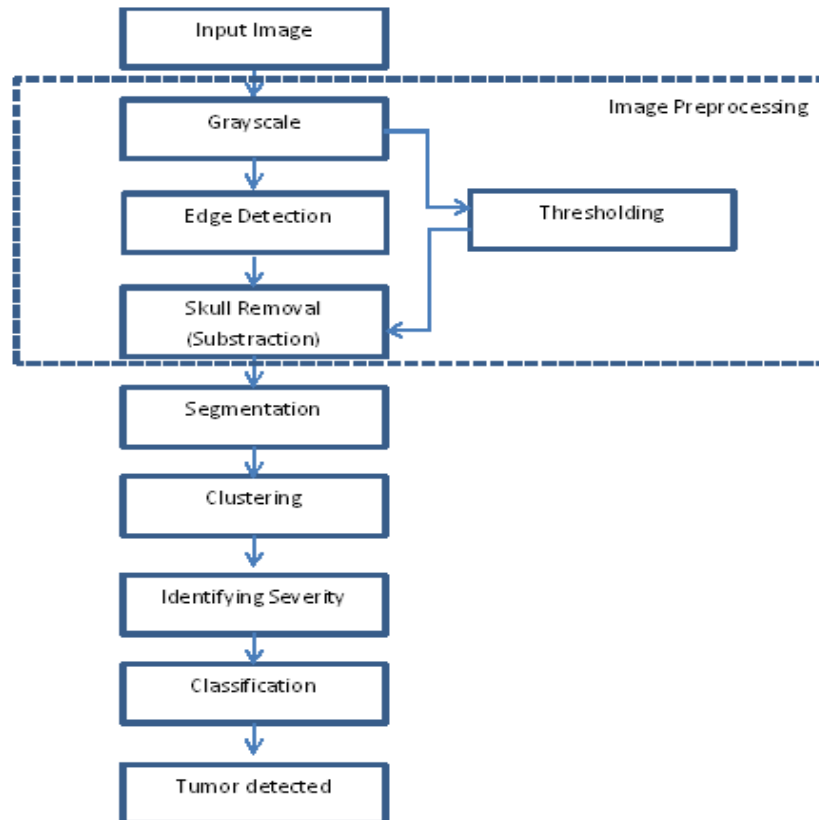 Input Image
Image Preprocessing
Grayscale
Edge Detection
Thresholding
Skull Removal
(Substraction)
Segmentation
Clustering
Identifying Severity
Classification
Tumor detected